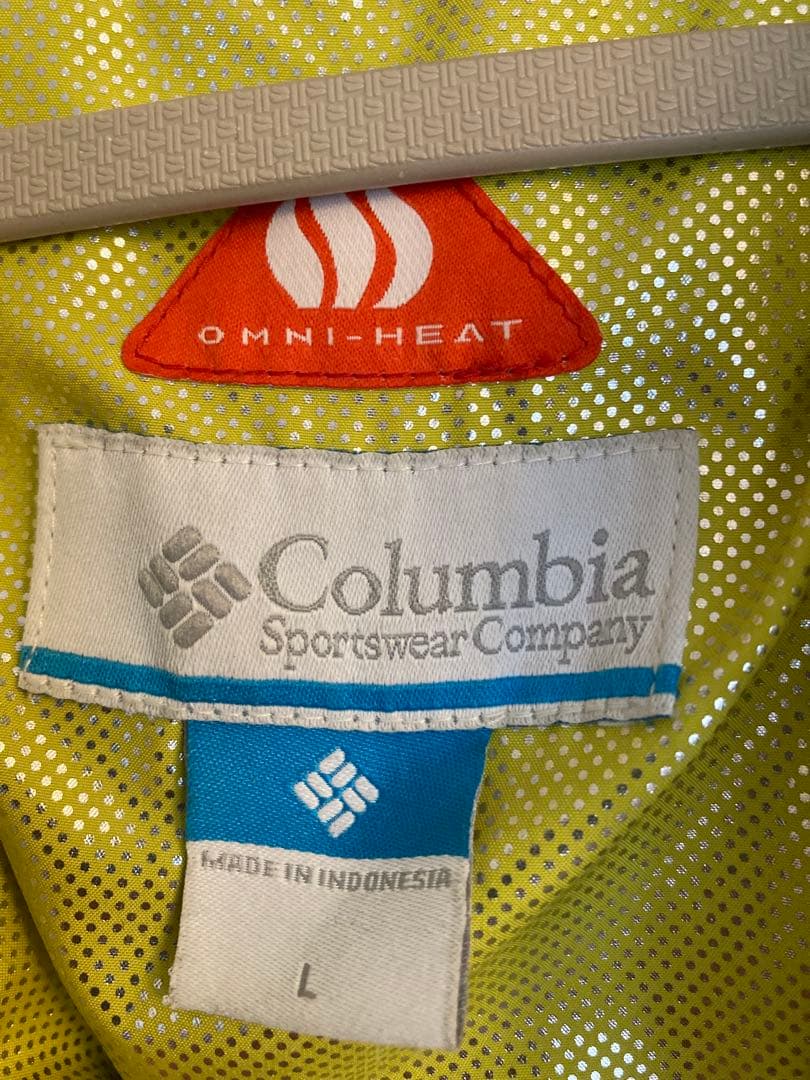 OMNI-HEAT
Columbia
Sportswear Company
MADE IN INDONESIA
L